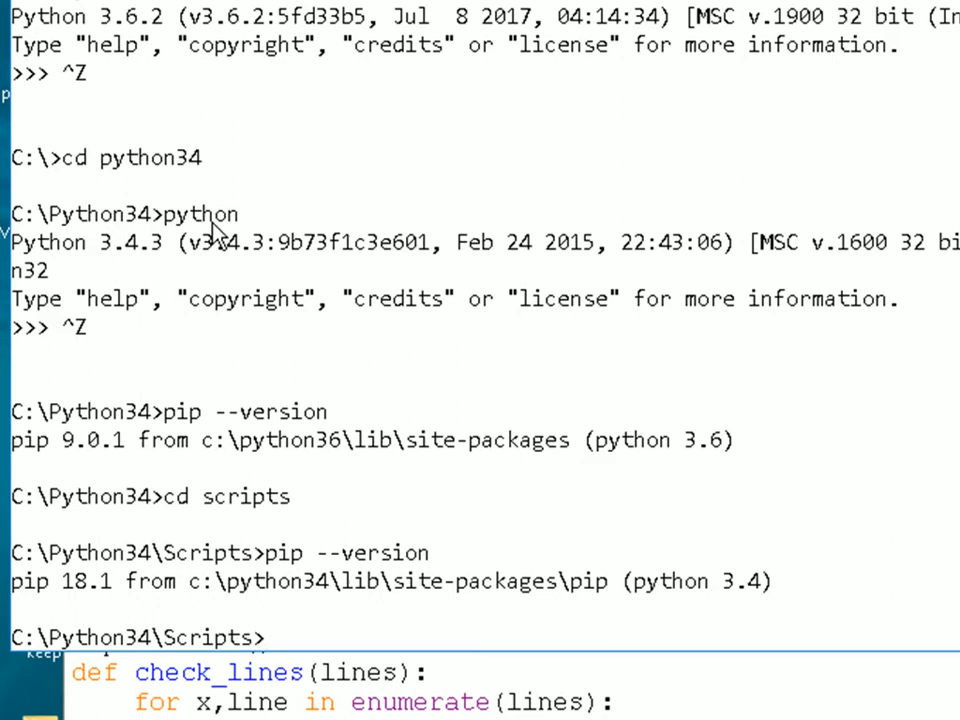 Python 3.6.2 (v3.6.2:5fd33b5, Jul  8 2017, 04:14:34) [MSC v.1900 32 bit (In
Type "help", "copyright", "credits" or "license" for more information.
>>> ^Z
C:\>cd python34
C:\Python34>python
Python 3.4.3 (v3.4.3:9b73f1c3e601, Feb 24 2015, 22:43:06) [MSC v.1600 32 bi
n32
Type "help", "copyright", "credits" or "license" for more information.
>>> ^Z
C:\Python34>pip --version
pip 9.0.1 from c:\python36\lib\site-packages (python 3.6)
C:\Python34>cd scripts
C:\Python34\Scripts>pip --version
pip 18.1 from c:\python34\lib\site-packages\pip (python 3.4)
C:\Python34\Scripts>
def check_lines(lines):
    for x,line in enumerate(lines):